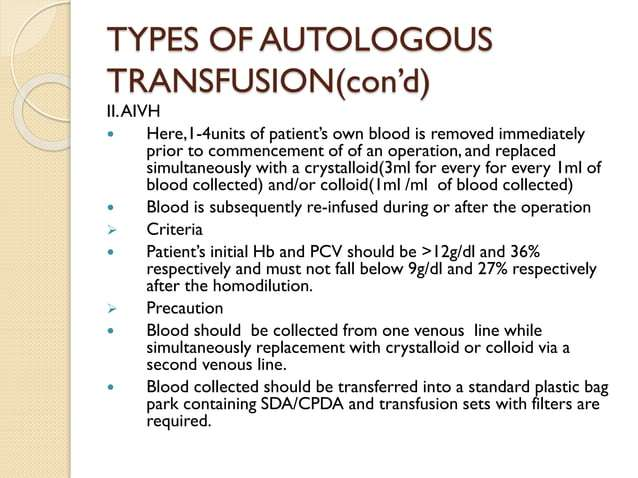 TYPES OF AUTOLOGOUS
TRANSFUSION(con’d)
II.AIVH
Here,1-4units of patient’s own blood is removed immediately
prior to commencement of of an operation, and replaced
simultaneously with a crystalloid(3ml for every for every 1ml of
blood collected) and/or colloid(1ml /ml of blood collected)
Blood is subsequently re-infused during or after the operation
Criteria
Patient’s initial Hb and PCV should be >12g/dl and 36%
respectively and must not fall below 9g/dl and 27% respectively
after the homodilution.
Precaution
Blood should be collected from one venous line while
simultaneously replacement with crystalloid or colloid via a
second venous line.
Blood collected should be transferred into a standard plastic bag
park containing SDA/CPDA and transfusion sets with filters are
required.